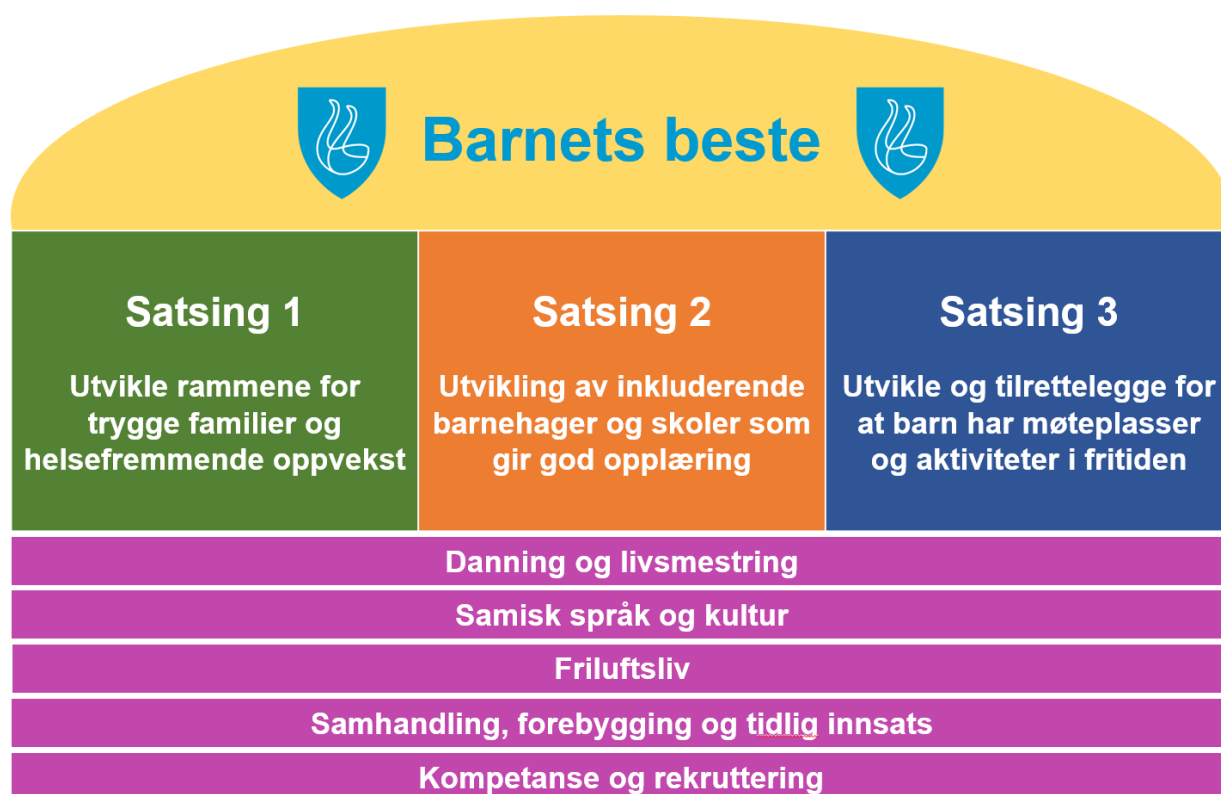 Barnets beste
Satsing 1
Utvikle rammene for
trygge familier og
helsefremmende oppvekst
Satsing 2
Utvikling av inkluderende
barnehager og skoler som
gir god opplæring
Satsing 3
Utvikle og tilrettelegge for
at barn har møteplasser
og aktiviteter i fritiden
Danning og livsmestring
Samisk språk og kultur
Friluftsliv
Samhandling, forebygging og tidlig innsats
Kompetanse og rekruttering